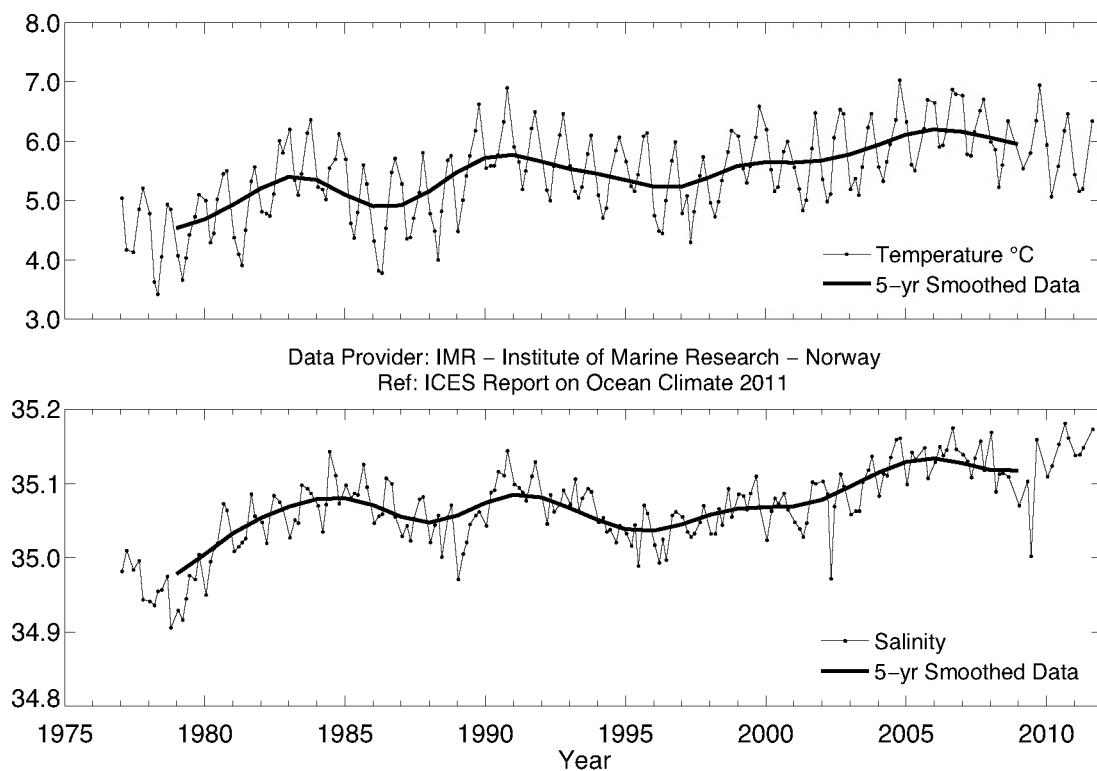 8.0
7.0
6.0
5.0
4.0
3.0
Temperature °C
5−yr Smoothed Data
Data Provider: IMR − Institute of Marine Research − Norway
Ref: ICES Report on Ocean Climate 2011
35.2
35.1
35.0
34.9
34.8
Salinity
5−yr Smoothed Data
1975 1980 1985 1990 1995 2000 2005 2010
Year